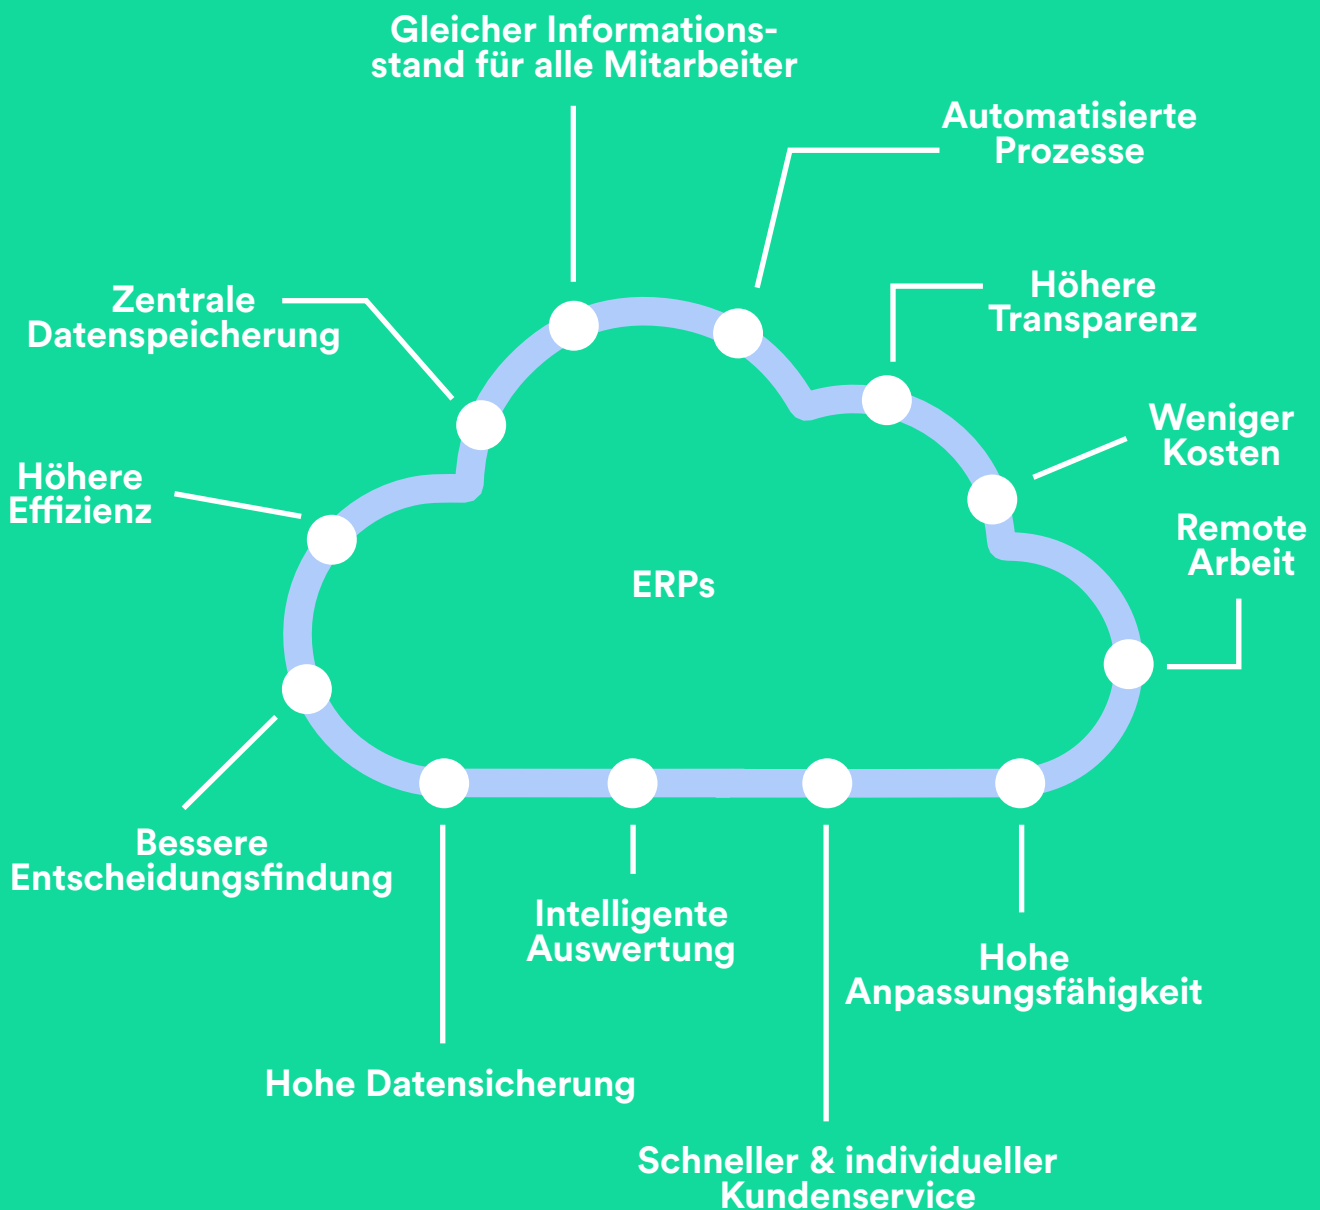 Gleicher Informations-
stand für alle Mitarbeiter
Automatisierte
Prozesse
Zentrale
Datenspeicherung
Höhere
Transparenz
Weniger
Kosten
Höhere
Effizienz
Remote
Arbeit
ERPs
Bessere
Entscheidungsfindung
Intelligente
Auswertung
Hohe
Anpassungsfähigkeit
Hohe Datensicherung
Schneller & individueller
Kundenservice